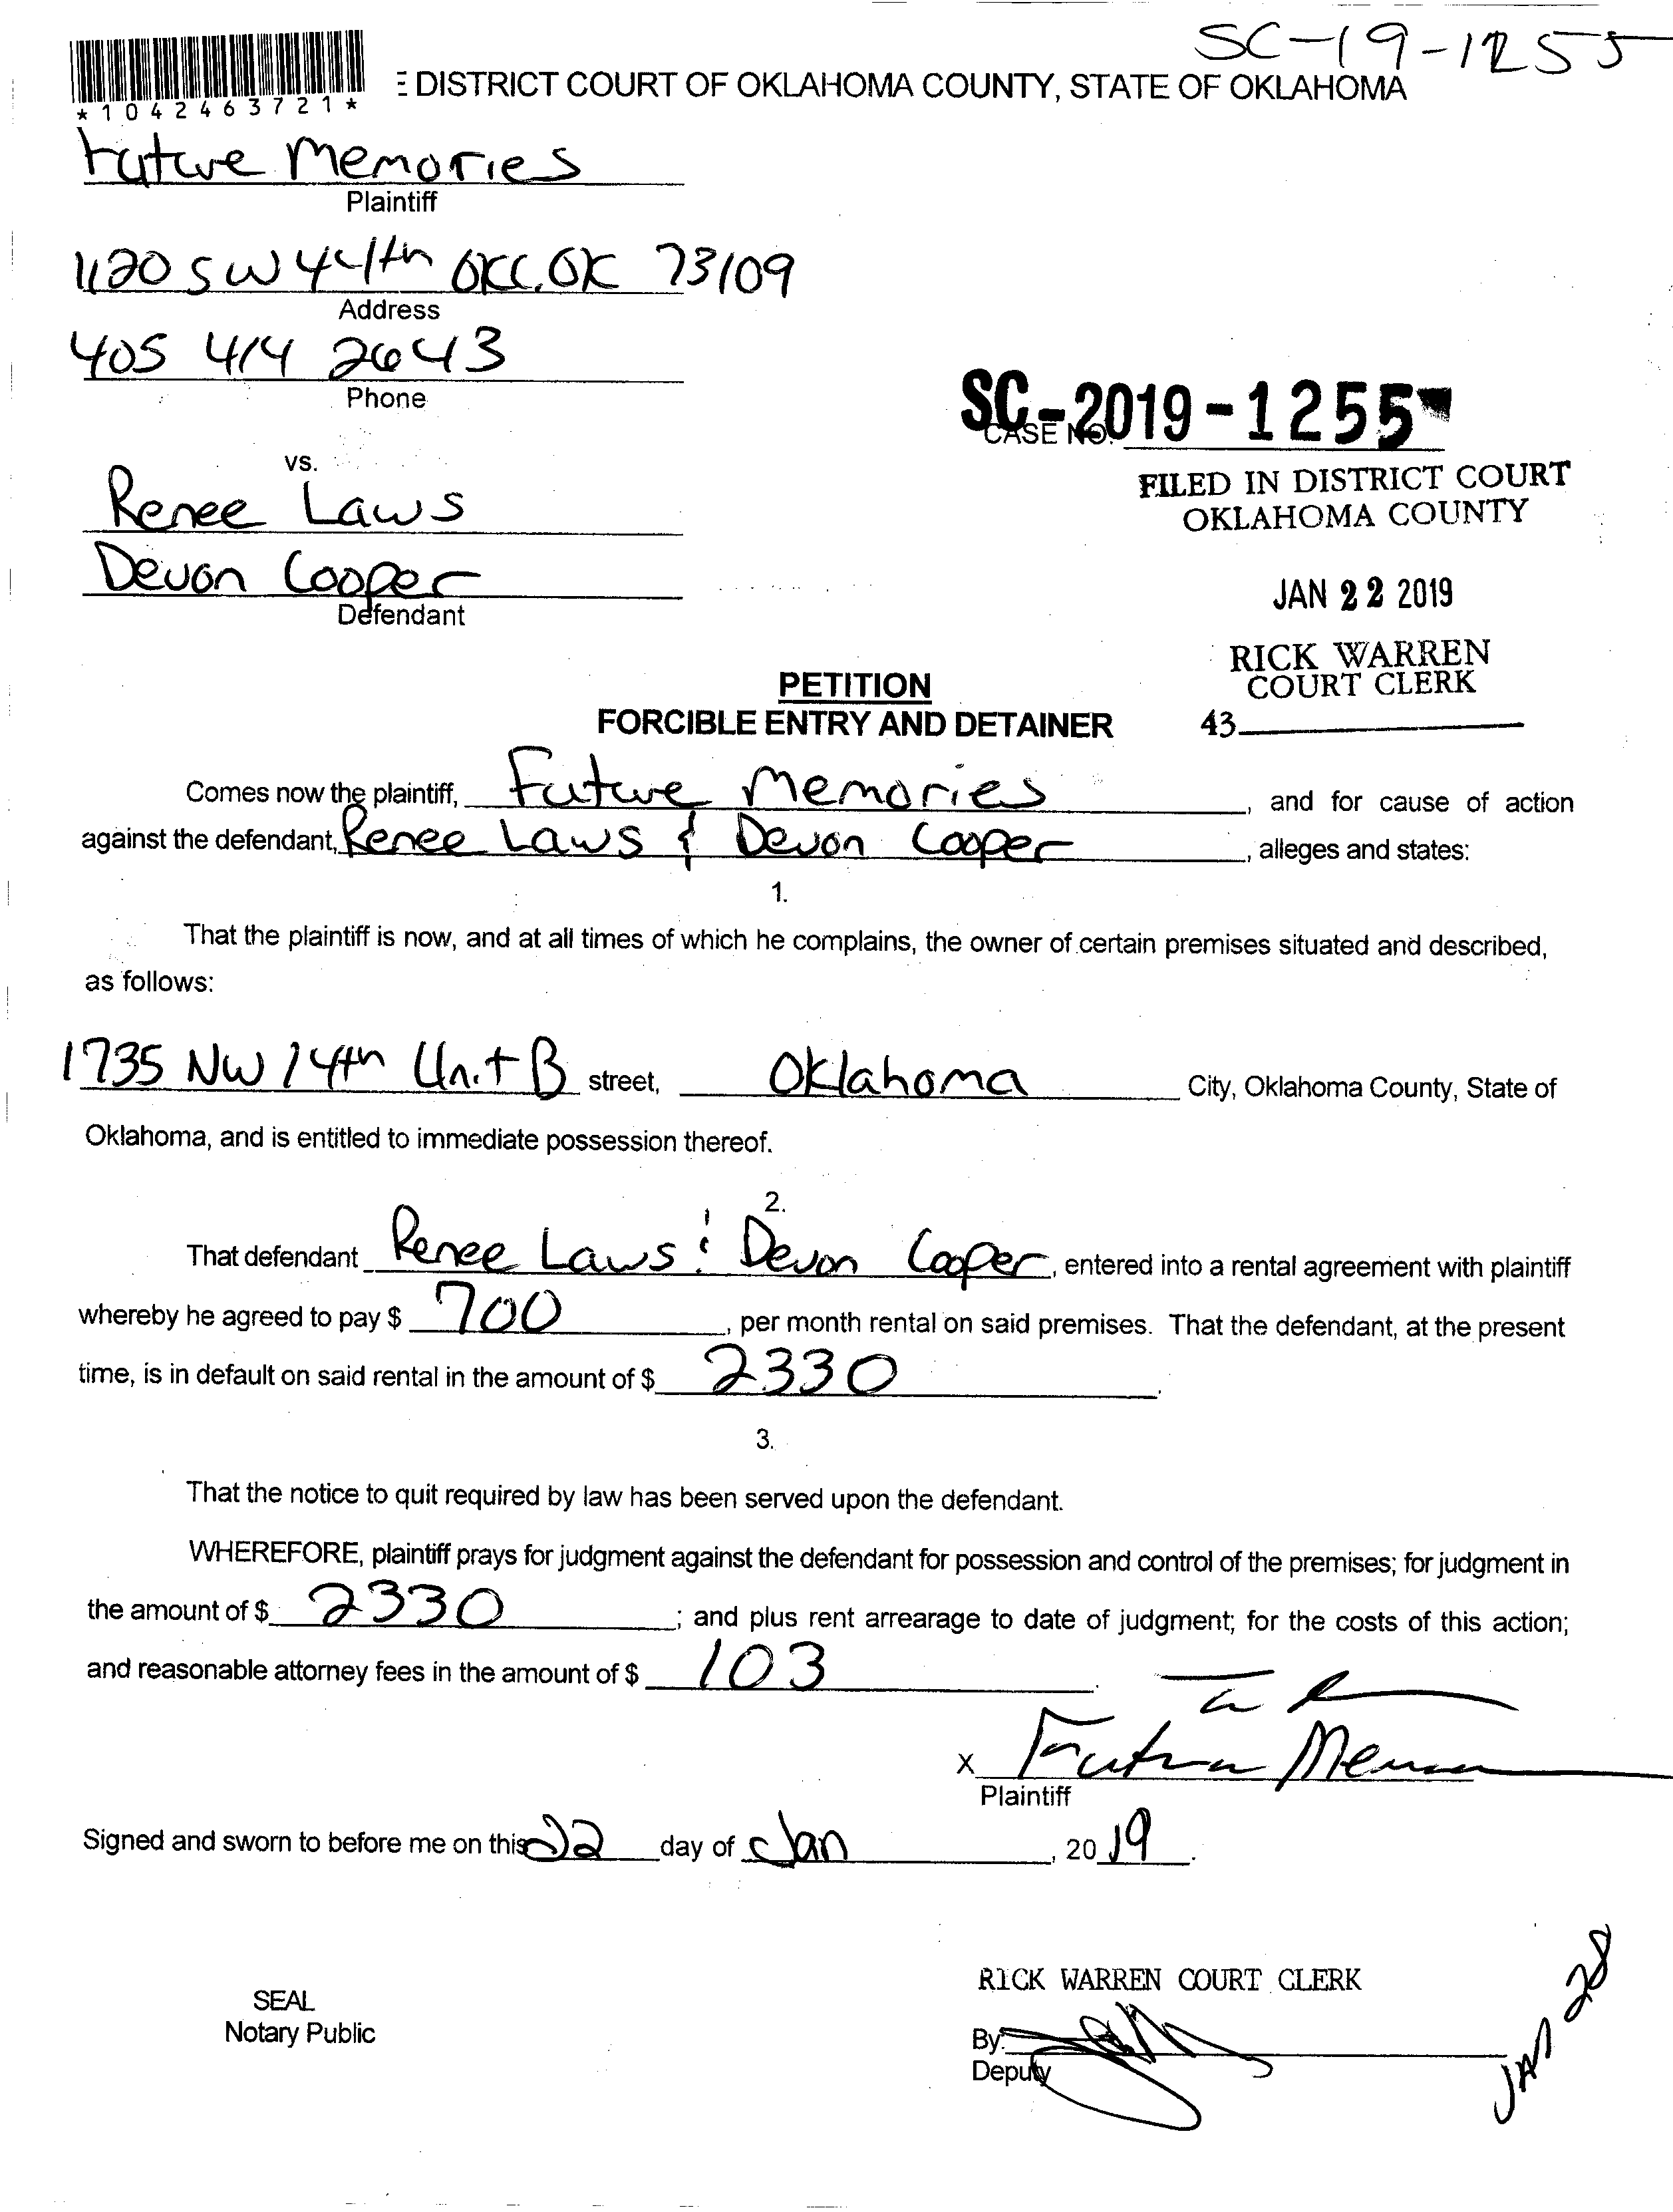 SC-19-1255
*1042463721*
E DISTRICT COURT OF OKLAHOMA COUNTY, STATE OF OKLAHOMA
Future Memories
Plaintiff
1120 SW 44th OKC, OK 73109
Address
405 414 2643
Phone
SC-2019-1255
CASE NO.
FILED IN DISTRICT COURT
OKLAHOMA COUNTY
vs.
Renee Laws
Devon Cooper
Defendant
JAN 22 2019
RICK WARREN
COURT CLERK
43
PETITION
FORCIBLE ENTRY AND DETAINER
Comes now the plaintiff, Future Memories, and for cause of action
against the defendant, Renee Laws & Devon Cooper, alleges and states:
1.
That the plaintiff is now, and at all times of which he complains, the owner of certain premises situated and described,
as follows:
1735 NW 14th Unit B street, Oklahoma City, Oklahoma County, State of
Oklahoma, and is entitled to immediate possession thereof.
2.
That defendant Renee Laws & Devon Cooper, entered into a rental agreement with plaintiff
whereby he agreed to pay $ 700, per month rental on said premises. That the defendant, at the present
time, is in default on said rental in the amount of $ 2330.
3.
That the notice to quit required by law has been served upon the defendant.
WHEREFORE, plaintiff prays for judgment against the defendant for possession and control of the premises; for judgment in
the amount of $ 2330; and plus rent arrearage to date of judgment; for the costs of this action;
and reasonable attorney fees in the amount of $ 103.
X Future Mem
Plaintiff
Signed and sworn to before me on this 22 day of Jan, 2019.
SEAL
Notary Public
RICK WARREN COURT CLERK
By:
Deputy
JAN 28